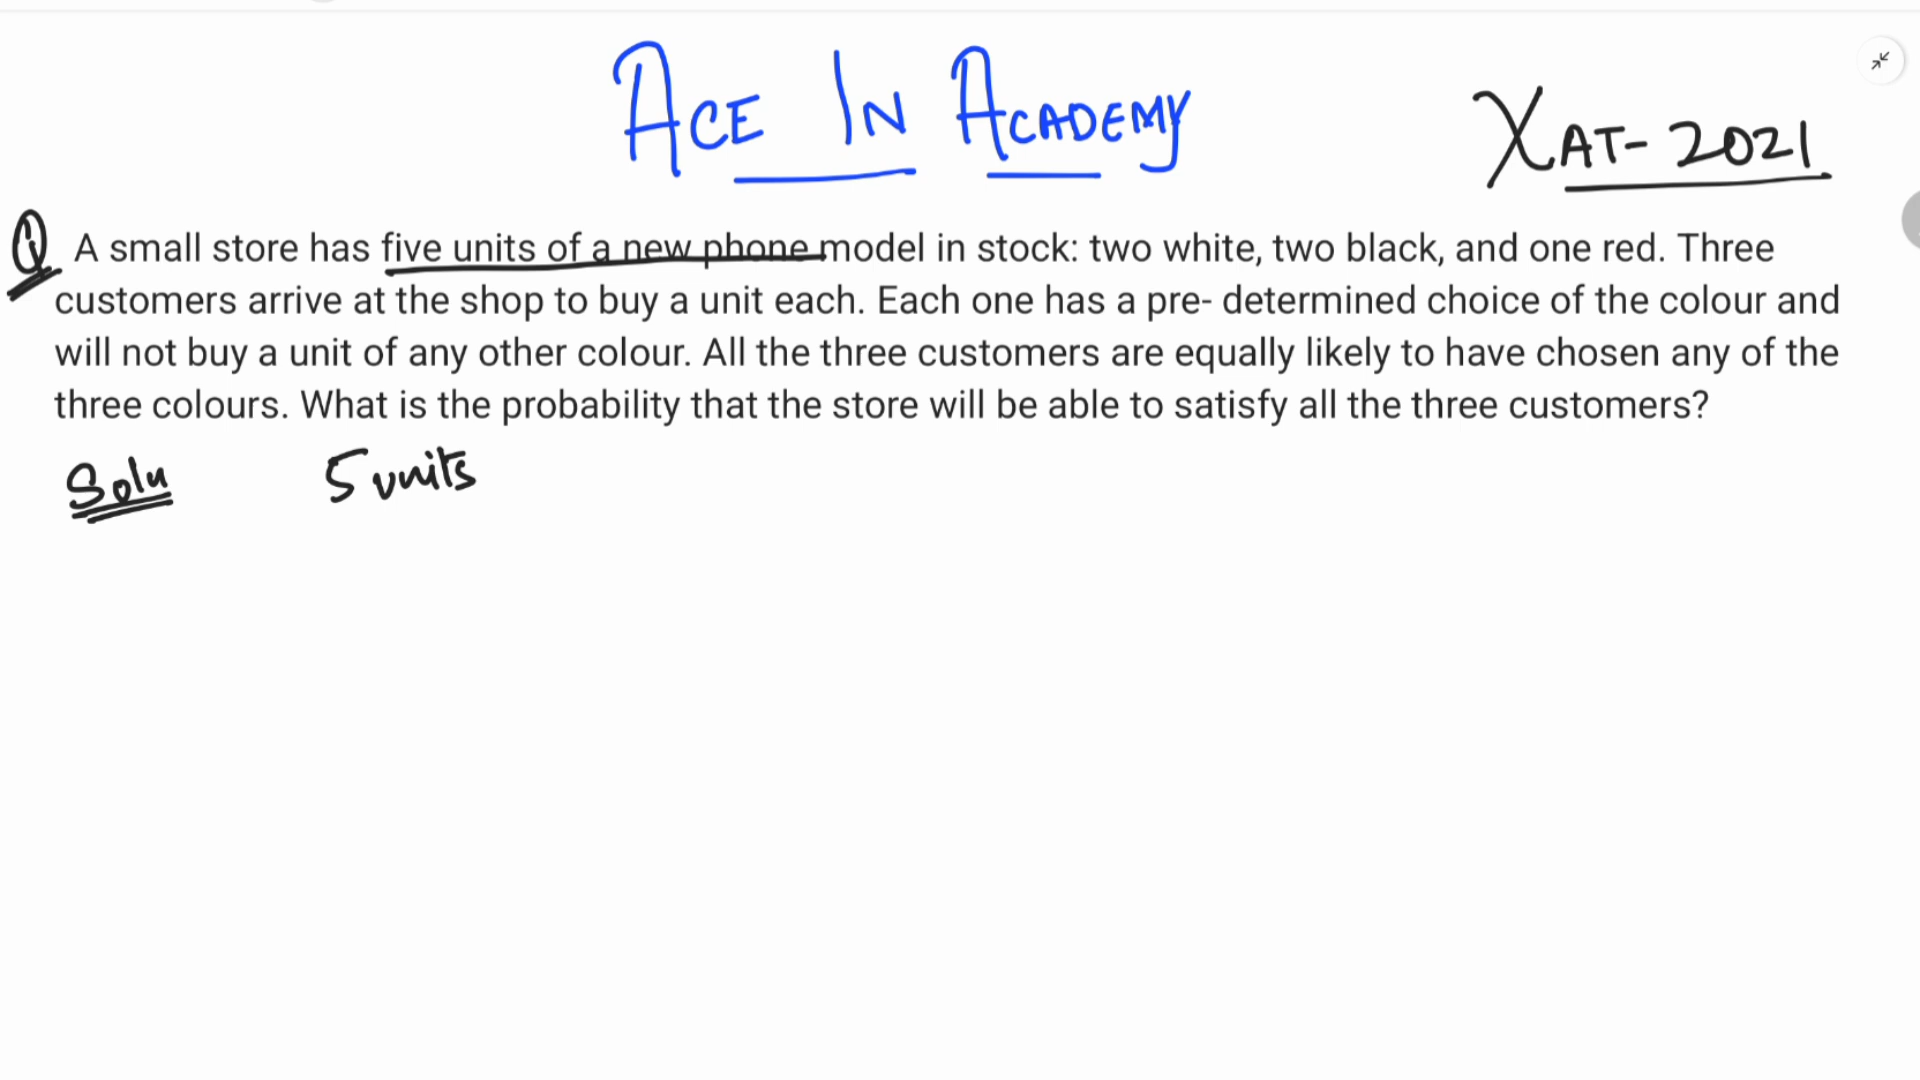 ACE IN ACADEMY
XAT-2021
Q A small store has five units of a new phone model in stock: two white, two black, and one red. Three
customers arrive at the shop to buy a unit each. Each one has a pre- determined choice of the colour and
will not buy a unit of any other colour. All the three customers are equally likely to have chosen any of the
three colours. What is the probability that the store will be able to satisfy all the three customers?
Soln 5 units